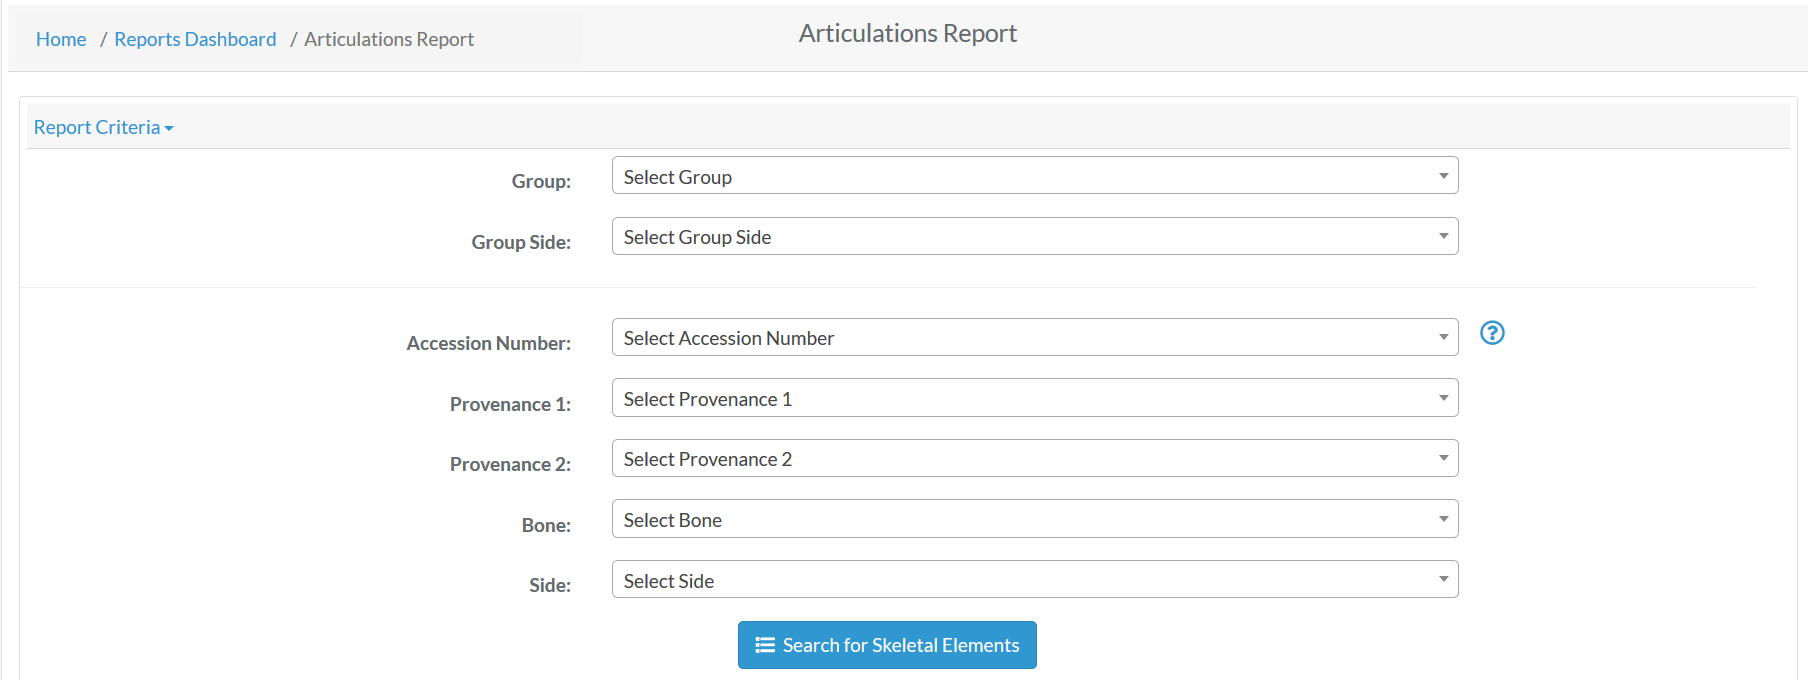 Home / Reports Dashboard / Articulations Report
Articulations Report
Report Criteria
Group: Select Group
Group Side: Select Group Side
Accession Number: Select Accession Number ?
Provenance 1: Select Provenance 1
Provenance 2: Select Provenance 2
Bone: Select Bone
Side: Select Side
Search for Skeletal Elements